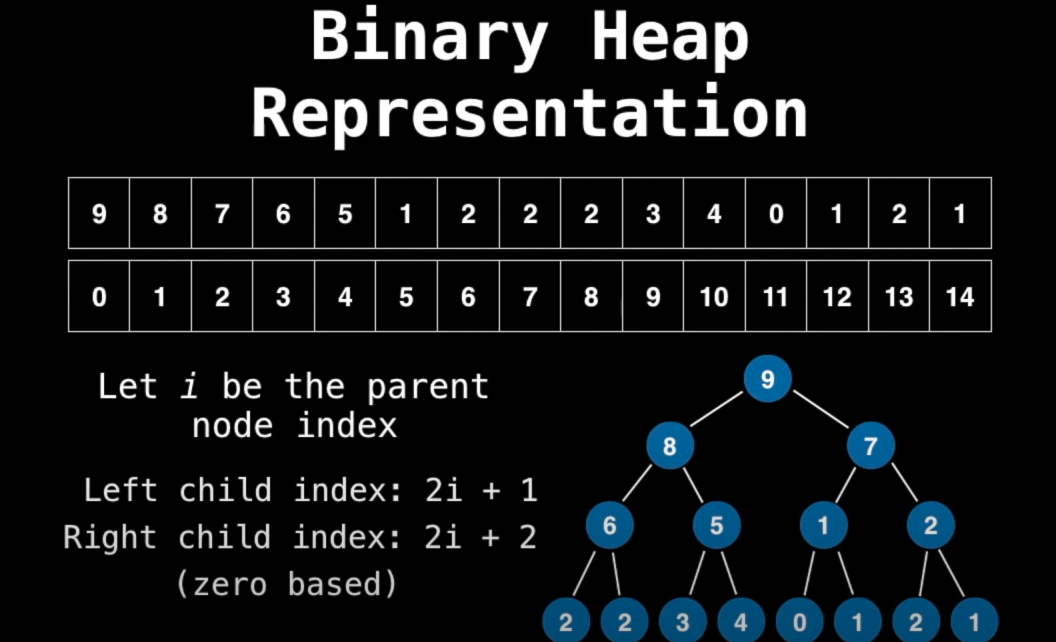 Binary Heap
Representation
9 8 7 6 5 1 2 2 2 3 4 0 1 2 1
0 1 2 3 4 5 6 7 8 9 10 11 12 13 14
Let i be the parent
node index
Left child index: 2i + 1
Right child index: 2i + 2
(zero based)
9
8 7
6 5 1 2
2 2 3 4 0 1 2 1